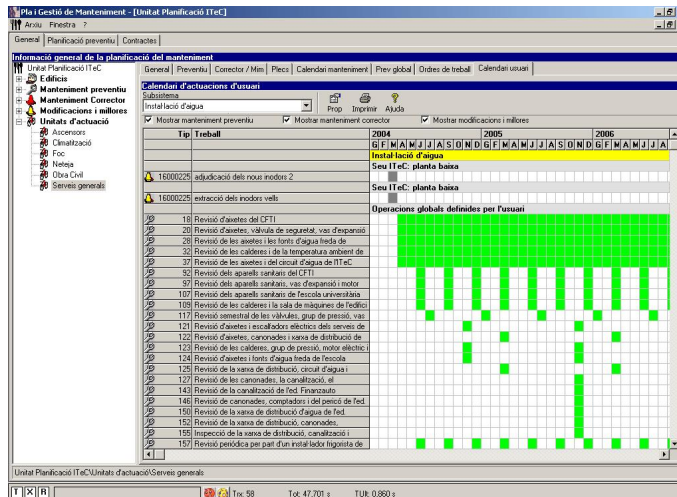 Pla i Gestió de Manteniment - [Unitat Planificació ITeC]
Arxiu Finestra ?
General Planificació preventiu Contractes
Informació general de la planificació del manteniment
Unitat Planificació ITeC
Edificis
Manteniment preventiu
Manteniment Corrector
Modificacions i millores
Unitats d'actuació
Ascensors
Climatització
Foc
Neteja
Obra Civil
Serveis generals
General Preventiu Corrector / Mim Plecs Calendari manteniment Prev global Ordres de treball Calendari usuari
Calendari d'actuacions d'usuari
Subsistema
Instal·lació d'aigua
Prop Imprimir Ajuda
Mostrar manteniment preventiu Mostrar manteniment corrector Mostrar modificacions i millores
Tip Treball 2004 2005 2006
G F M A M J J A S O N D G F M A M J J A S O N D G F M A M J J A
Instal·lació d'aigua
Seu ITeC: planta baixa
16000225 adjudicació dels nous inodors 2
Seu ITeC: planta baixa
16000225 extracció dels inodors vells
Operacions globals definides per l'usuari
18 Revisió d'aixetes del CFTI
20 Revisió d'aixetes, vàlvula de seguretat, vas d'expansió
28 Revisió de les aixetes i les fonts d'aigua freda de
32 Revisió de les calderes i de la temperatura ambient de
37 Revisió de les aixetes i del circuit d'aigua de l'ITeC
92 Revisió dels aparells sanitaris del CFTI
97 Revisió dels aparells sanitaris, vas d'expansió i motor
107 Revisió dels aparells sanitaris de l'escola universitària
109 Revisió de les calderes i la sala de màquines de l'edifici
117 Revisió semestral de les vàlvules, grup de pressió, vas
121 Revisió d'aixetes i escalfadors elèctrics dels serveis de
122 Revisió d'aixetes, canonades i xarxa de distribució de
123 Revisió de les calderes, grup de pressió, motor elèctric i
124 Revisió d'aixetes i fonts d'aigua freda de l'escola
125 Revisió de la xarxa de distribució, circuit d'aigua i
127 Revisió de les canonades, la canalització, el
143 Revisió de la canalització de l'ed. Finanzauto
146 Revisió de canonades, comptadors i del pericó de l'ed.
150 Revisió de la xarxa de distribució d'aigua de l'ed.
152 Revisió de la xarxa de distribució, canonades,
155 Inspecció de la xarxa de distribució, canalització i
157 Revisió periòdica per part d'un instal·lador frigorista de
Unitat Planificació ITeC\Unitats d'actuació\Serveis generals
T X R Trx: 58 Tot: 47.701 s TUlt: 0.860 s